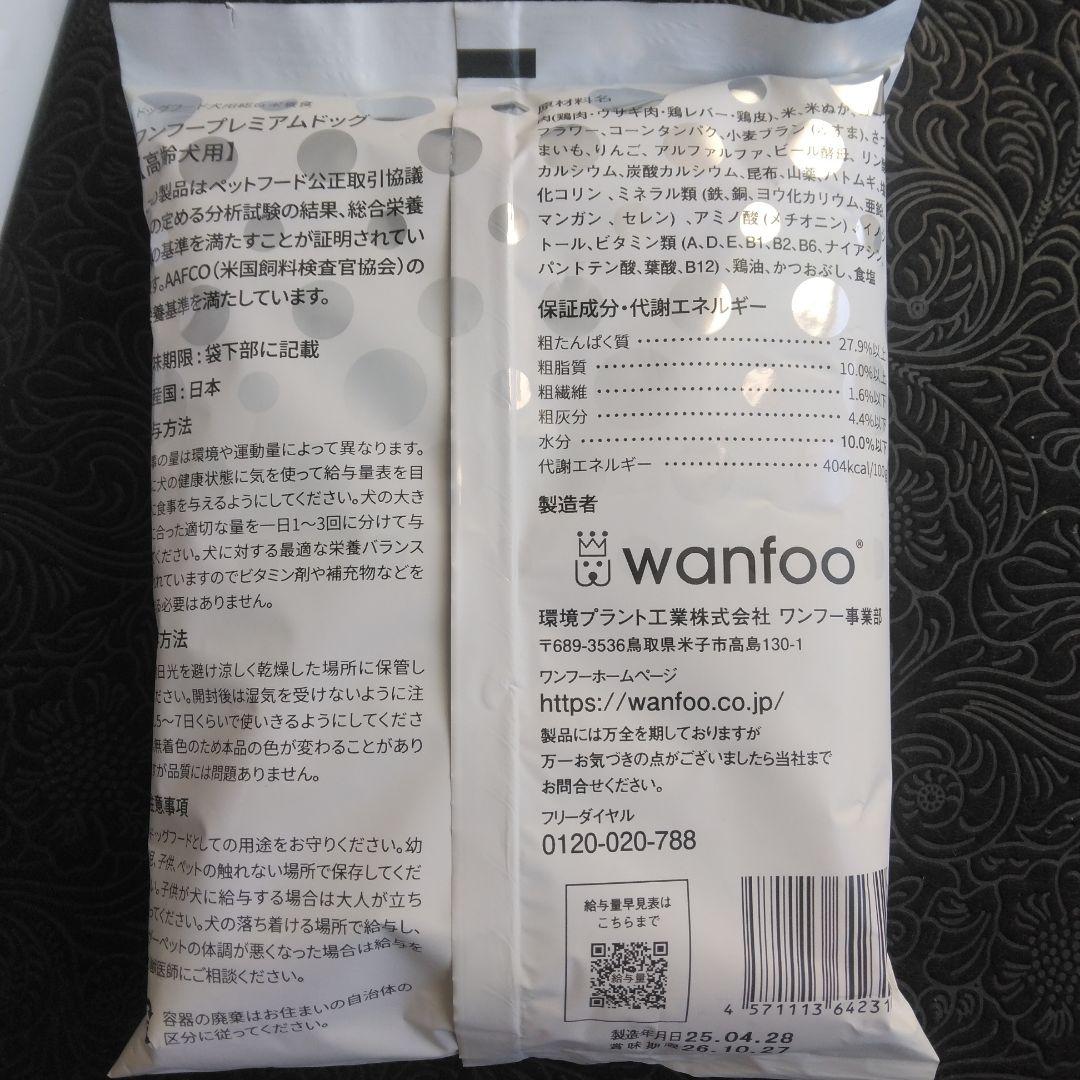 ドッグフード犬用総合栄養食
ワンフープレミアムドッグ
高齢犬用】
製品はペットフード公正取引協議
の定める分析試験の結果、総合栄養
の基準を満たすことが証明されてい
す。AAFCO(米国飼料検査官協会)の
養基準を満たしています。
味期限:袋下部に記載
産国:日本
与方法
の量は環境や運動量によって異なります。
に犬の健康状態に気を使って給与量表を目
に食事を与えるようにしてください。犬の大き
合った適切な量を一日1〜3回に分けて与
ください。犬に対する最適な栄養バランス
れていますのでビタミン剤や補充物などを
る必要はありません。
方法
日光を避け涼しく乾燥した場所に保管し
ださい。開封後は湿気を受けないように注
5〜7日くらいで使いきるようにしてくださ
無着色のため本品の色が変わることがあり
すが品質には問題ありません。
注意事項
ドッグフードとしての用途をお守りください。幼
児、子供、ペットの触れない場所で保存してくだ
い。子供が犬に給与する場合は大人が立ち
ってください。犬の落ち着ける場所で給与し、
ペットの体調が悪くなった場合は給与を
獣医師にご相談ください。
容器の廃棄はお住まいの自治体の
区分に従ってください。
原材料名
肉(鶏肉・ウサギ肉・鶏レバー・鶏皮)、米、米ぬか、
フラワー、コーンタンパク、小麦ブラン(ふすま)、さつ
まいも、りんご、アルファルファ、ビール酵母、リン酸
カルシウム、炭酸カルシウム、昆布、山薬、ハトムギ、塩
化コリン、ミネラル類(鉄、銅、ヨウ化カリウム、亜鉛、
マンガン、セレン)、アミノ酸(メチオニン)、イノシ
トール、ビタミン類(A、D、E、B1、B2、B6、ナイアシン、
パントテン酸、葉酸、B12)、鶏油、かつおぶし、食塩
保証成分・代謝エネルギー
粗たんぱく質 27.9%以上
粗脂質 10.0%以上
粗繊維 1.6%以下
粗灰分 4.4%以下
水分 10.0%以下
代謝エネルギー 404kcal/100g
製造者
wanfoo®
環境プラント工業株式会社 ワンフー事業部
〒689-3536鳥取県米子市高島130-1
ワンフーホームページ
https://wanfoo.co.jp/
製品には万全を期しておりますが
万一お気づきの点がございましたら当社まで
お問合せください。
フリーダイヤル
0120-020-788
給与量早見表は
こちらまで
給与量
4 571113 64231
製造年月日 25.04.28
賞味期限 26.10.27